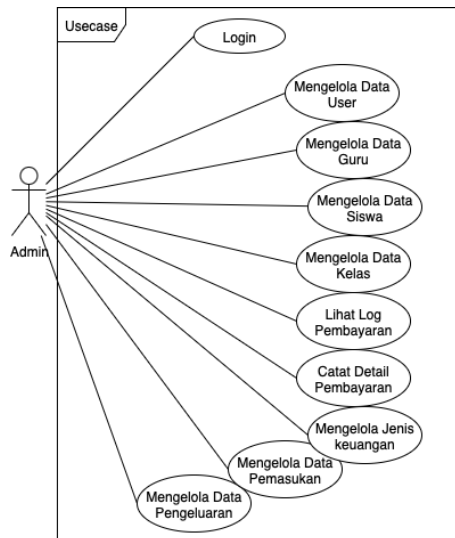 Usecase
Login
Mengelola Data
User
Mengelola Data
Guru
Mengelola Data
Siswa
Admin
Mengelola Data
Kelas
Lihat Log
Pembayaran
Catat Detail
Pembayaran
Mengelola Jenis
keuangan
Mengelola Data
Pemasukan
Mengelola Data
Pengeluaran